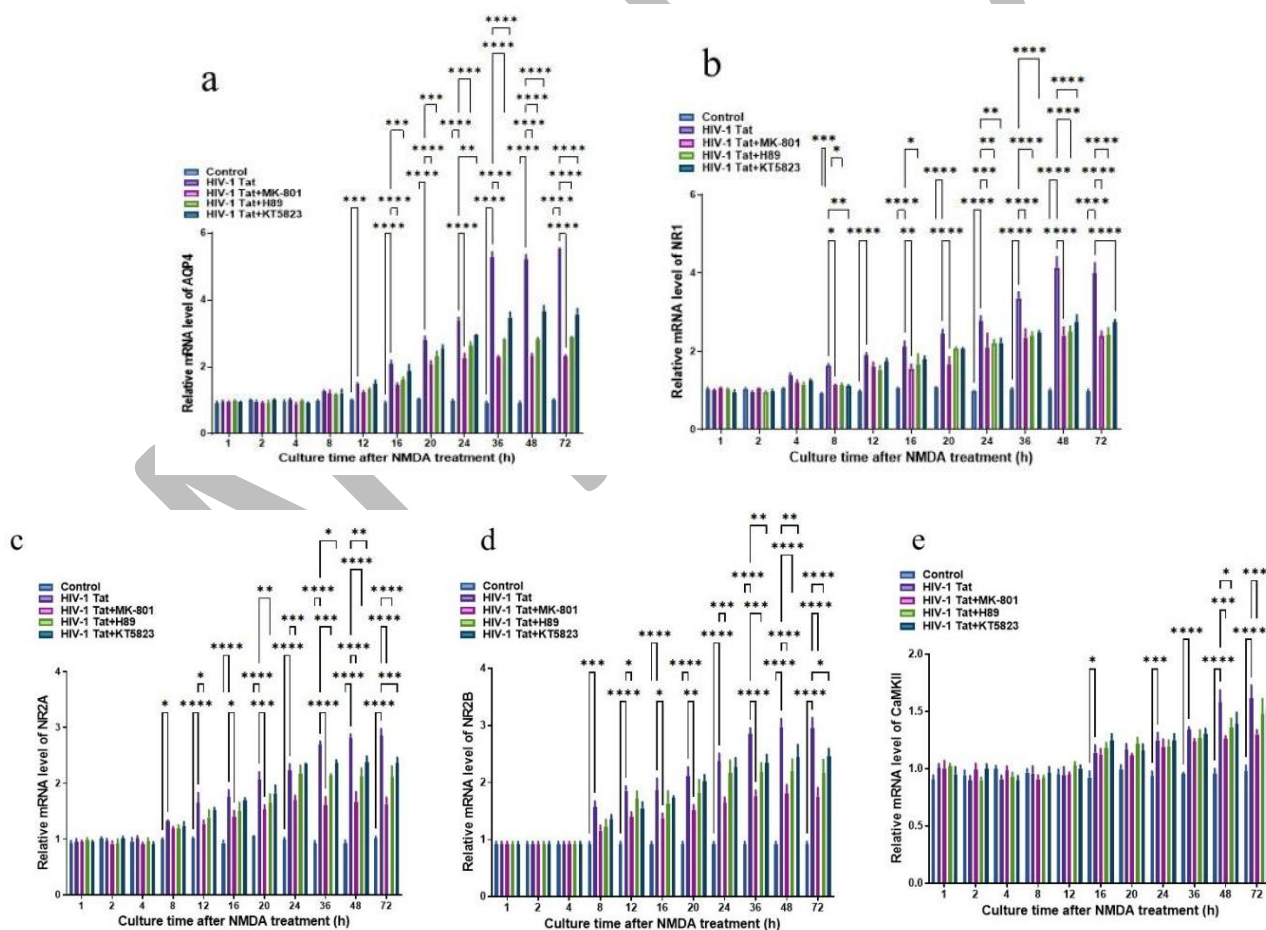 a
Control
HIV-1 Tat
HIV-1 Tat+MK-801
HIV-1 Tat+H89
HIV-1 Tat+KT5823
Relative mRNA level of AQP4
6
4
2
0
1 2 4 8 12 16 20 24 36 48 72
Culture time after NMDA treatment (h)
b
Control
HIV-1 Tat
HIV-1 Tat+MK-801
HIV-1 Tat+H89
HIV-1 Tat+KT5823
Relative mRNA level of NR1
6
4
2
0
1 2 4 8 12 16 20 24 36 48 72
Culture time after NMDA treatment (h)
c
Control
HIV-1 Tat
HIV-1 Tat+MK-801
HIV-1 Tat+H89
HIV-1 Tat+KT5823
Relative mRNA level of NR2A
4
3
2
1
0
1 2 4 8 12 16 20 24 36 48 72
Culture time after NMDA treatment (h)
d
Control
HIV-1 Tat
HIV-1 Tat+MK-801
HIV-1 Tat+H89
HIV-1 Tat+KT5823
Relative mRNA level of NR2B
4
3
2
1
0
1 2 4 8 12 16 20 24 36 48 72
Culture time after NMDA treatment (h)
e
Control
HIV-1 Tat
HIV-1 Tat+MK-801
HIV-1 Tat+H89
HIV-1 Tat+KT5823
Relative mRNA level of CaMKII
2.0
1.5
1.0
0.5
0.0
1 2 4 8 12 16 20 24 36 48 72
Culture time after NMDA treatment (h)